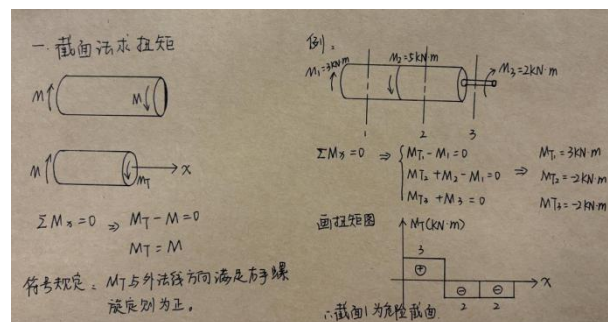 一.截面法求扭矩
M
M
M
MT
x
ΣMx=0 ⇒ MT-M=0
MT=M
符号规定:MT与外法线方向满足右手螺
旋定则为正。
例:
M1=3kN·m
M2=5kN·m
M3=2kN·m
1 2 3
ΣMx=0 ⇒ { MT1-M1=0
MT2+M2-M1=0
MT3+M3=0
⇒ MT1=3kN·m
MT2=-2kN·m
MT3=-2kN·m
画扭矩图
MT(kN·m)
3
⊕
x
⊖ ⊖
2 2
∴截面1为危险截面